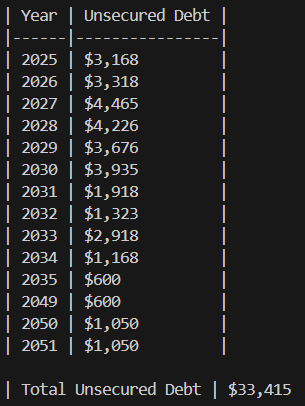 | Year | Unsecured Debt |
|------|----------------|
| 2025 | $3,168         |
| 2026 | $3,318         |
| 2027 | $4,465         |
| 2028 | $4,226         |
| 2029 | $3,676         |
| 2030 | $3,935         |
| 2031 | $1,918         |
| 2032 | $1,323         |
| 2033 | $2,918         |
| 2034 | $1,168         |
| 2035 | $600           |
| 2049 | $600           |
| 2050 | $1,050         |
| 2051 | $1,050         |
| Total Unsecured Debt | $33,415